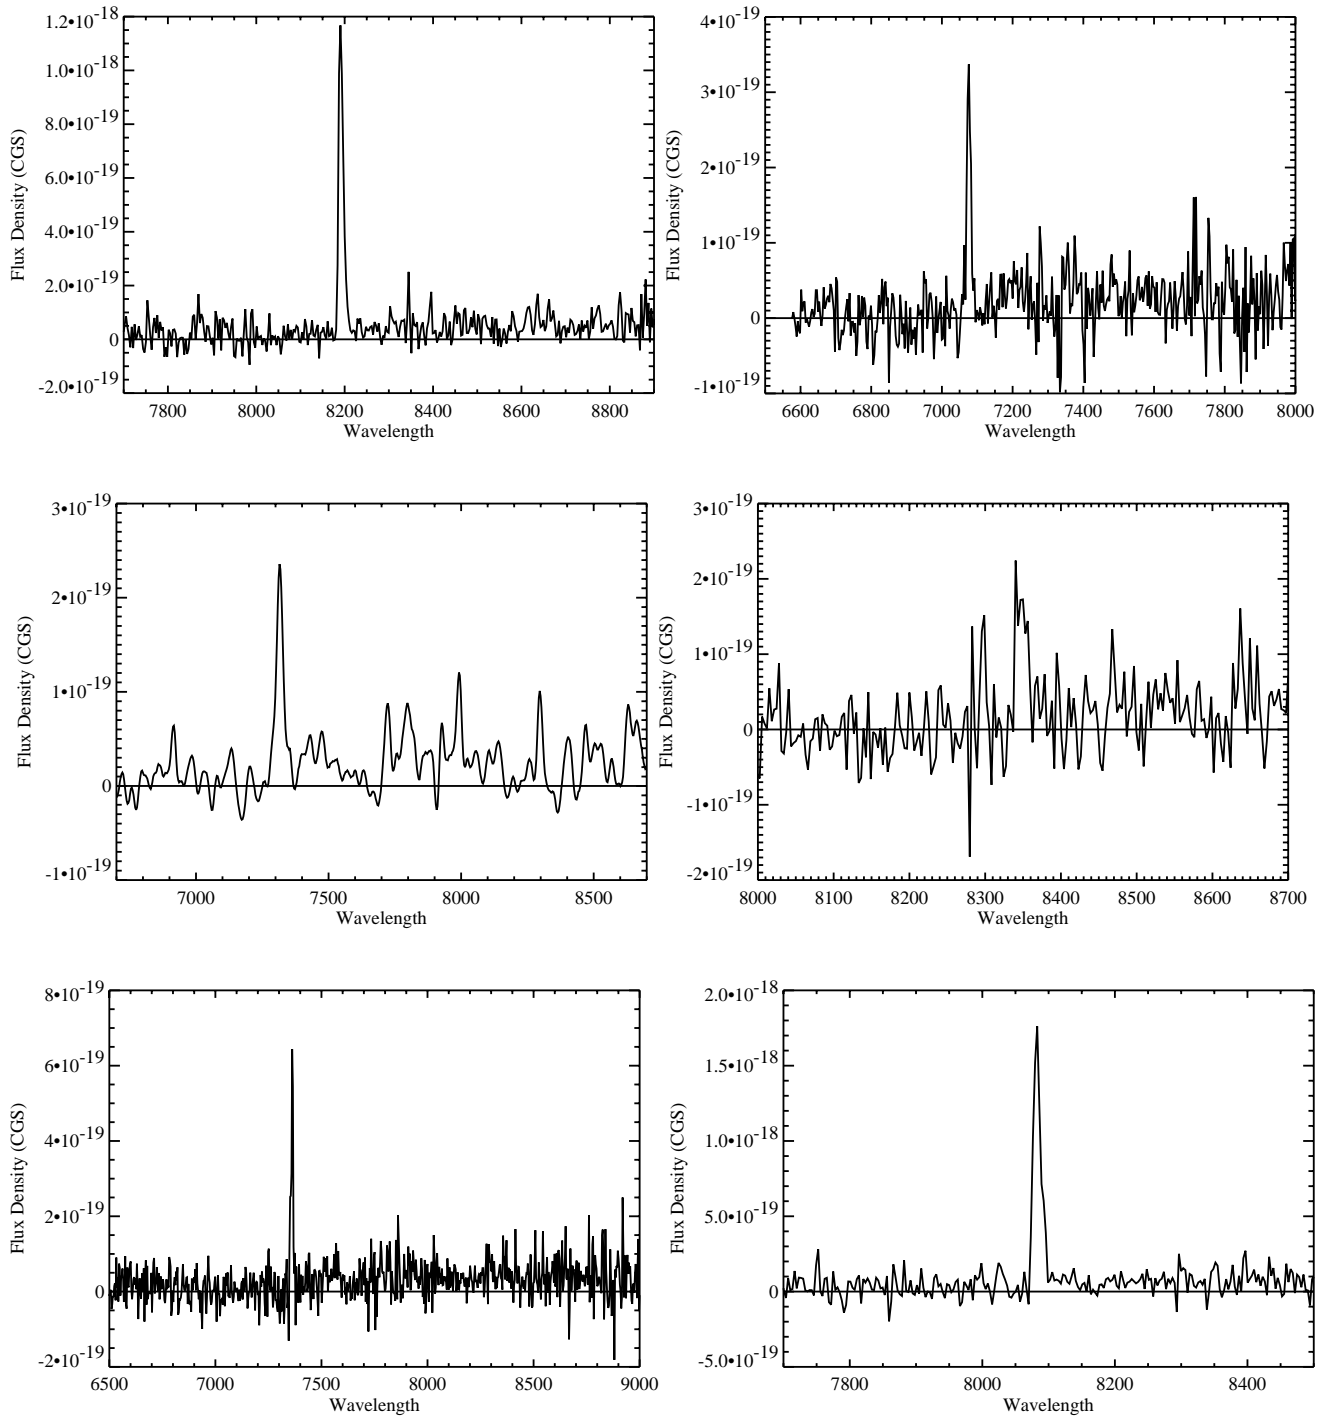 1.2•10⁻¹⁸
1.0•10⁻¹⁸
8.0•10⁻¹⁹
6.0•10⁻¹⁹
4.0•10⁻¹⁹
2.0•10⁻¹⁹
0
-2.0•10⁻¹⁹
Flux Density (CGS)
7800 8000 8200 8400 8600 8800
Wavelength
4•10⁻¹⁹
3•10⁻¹⁹
2•10⁻¹⁹
1•10⁻¹⁹
0
-1•10⁻¹⁹
Flux Density (CGS)
6600 6800 7000 7200 7400 7600 7800 8000
Wavelength
3•10⁻¹⁹
2•10⁻¹⁹
1•10⁻¹⁹
0
-1•10⁻¹⁹
Flux Density (CGS)
7000 7500 8000 8500
Wavelength
3•10⁻¹⁹
2•10⁻¹⁹
1•10⁻¹⁹
0
-1•10⁻¹⁹
-2•10⁻¹⁹
Flux Density (CGS)
8000 8100 8200 8300 8400 8500 8600 8700
Wavelength
8•10⁻¹⁹
6•10⁻¹⁹
4•10⁻¹⁹
2•10⁻¹⁹
0
-2•10⁻¹⁹
Flux Density (CGS)
6500 7000 7500 8000 8500 9000
Wavelength
2.0•10⁻¹⁸
1.5•10⁻¹⁸
1.0•10⁻¹⁸
5.0•10⁻¹⁹
0
-5.0•10⁻¹⁹
Flux Density (CGS)
7800 8000 8200 8400
Wavelength